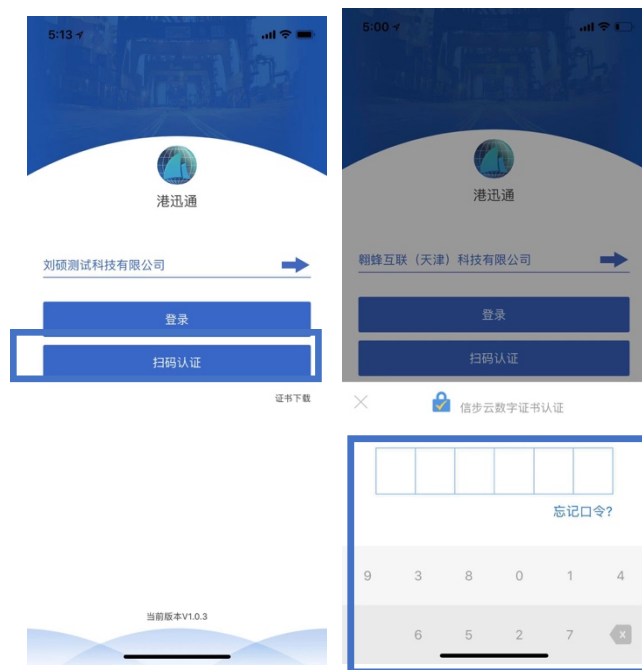 5:13
港迅通
刘硕测试科技有限公司
登录
扫码认证
证书下载
当前版本V1.0.3
5:00
港迅通
翱蜂互联（天津）科技有限公司
登录
扫码认证
信步云数字证书认证
忘记口令?
9 3 8 0 1 4
6 5 2 7 x